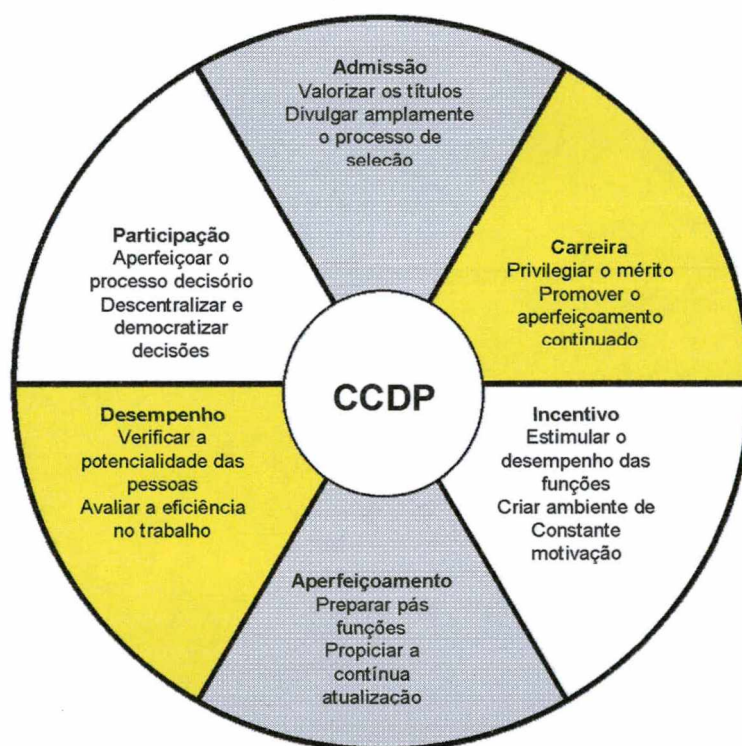 Admissão
Valorizar os títulos
Divulgar amplamente
o processo de
seleção
Carreira
Privilegiar o mérito
Promover o
aperfeiçoamento
continuado
Incentivo
Estimular o
desempenho das
funções
Criar ambiente de
Constante
motivação
Aperfeiçoamento
Preparar pás
funções
Propiciar a
contínua
atualização
Desempenho
Verificar a
potencialidade das
pessoas
Avaliar a eficiência
no trabalho
Participação
Aperfeiçoar o
processo decisório
Descentralizar e
democratizar
decisões
CCDP